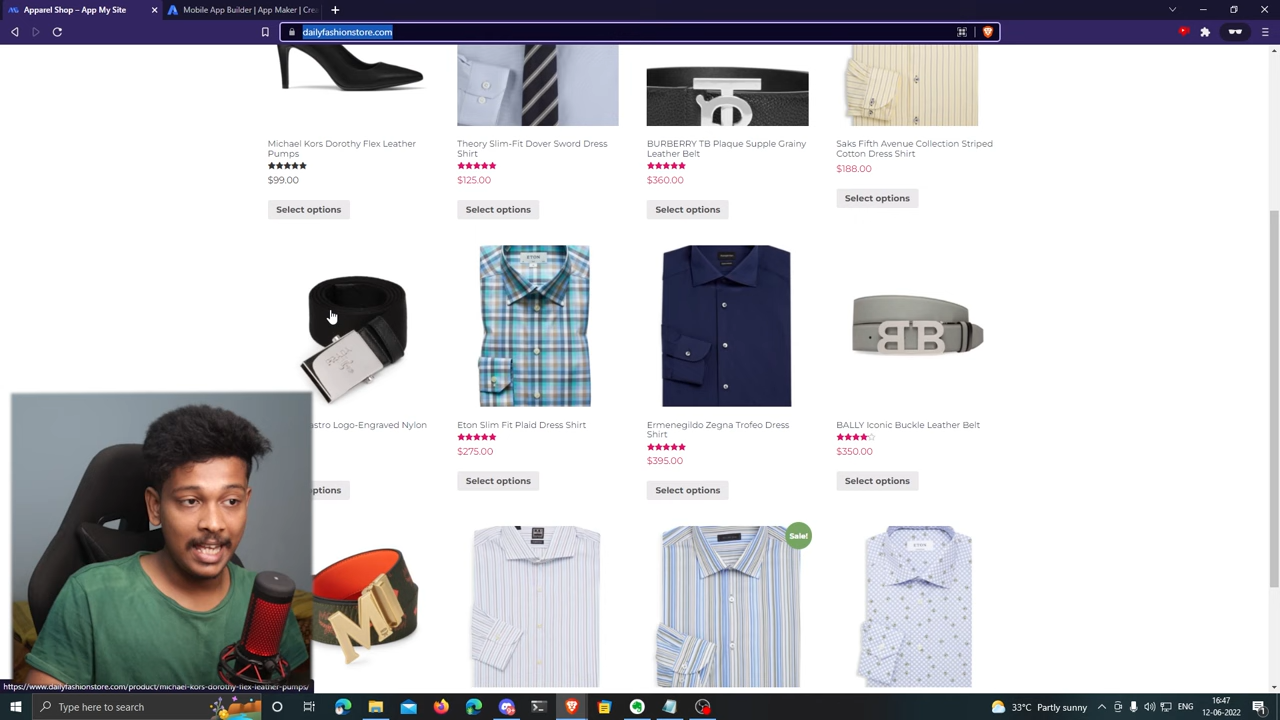 Apparel Shop – App My Site
Mobile App Builder | App Maker | Cre
dailyfashionstore.com
Michael Kors Dorothy Flex Leather
Pumps
$99.00
Select options
Theory Slim-Fit Dover Sword Dress
Shirt
$125.00
Select options
BURBERRY TB Plaque Supple Grainy
Leather Belt
$360.00
Select options
Saks Fifth Avenue Collection Striped
Cotton Dress Shirt
$188.00
Select options
astro Logo-Engraved Nylon
options
ETON
Eton Slim Fit Plaid Dress Shirt
$275.00
Select options
Ermenegildo Zegna Trofeo Dress
Shirt
$395.00
Select options
BB
BALLY Iconic Buckle Leather Belt
$350.00
Select options
M
Sale!
ETON
https://www.dailyfashionstore.com/product/michael-kors-dorothy-flex-leather-pumps/
Type here to search
33°C Partly sunny
ENG
16:47
12-06-2022